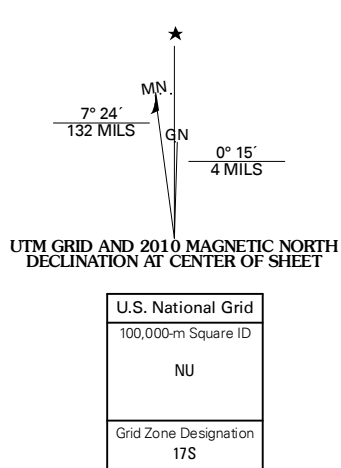 ★
MN
7° 24´
132 MILS
GN
0° 15´
4 MILS
UTM GRID AND 2010 MAGNETIC NORTH
DECLINATION AT CENTER OF SHEET
U.S. National Grid
100,000-m Square ID
NU
Grid Zone Designation
17S